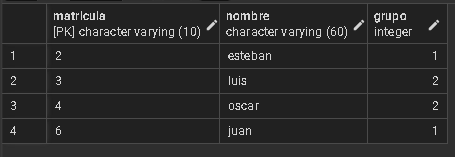 matricula nombre grupo
[PK] character varying (10) character varying (60) integer
1 2 esteban 1
2 3 luis 2
3 4 oscar 2
4 6 juan 1